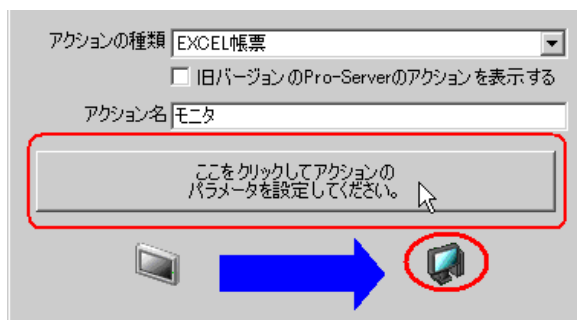 アクションの種類 EXCEL帳票
旧バージョンのPro-Serverのアクションを表示する
アクション名 モニタ
ここをクリックしてアクションの
パラメータを設定してください。